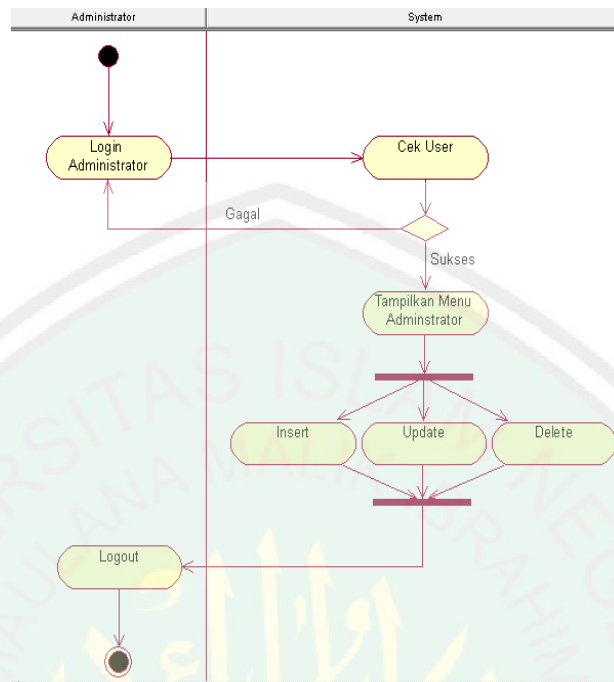 Administrator
System
Login
Administrator
Cek User
Gagal
Sukses
Tampilkan Menu
Adminstrator
Insert
Update
Delete
Logout